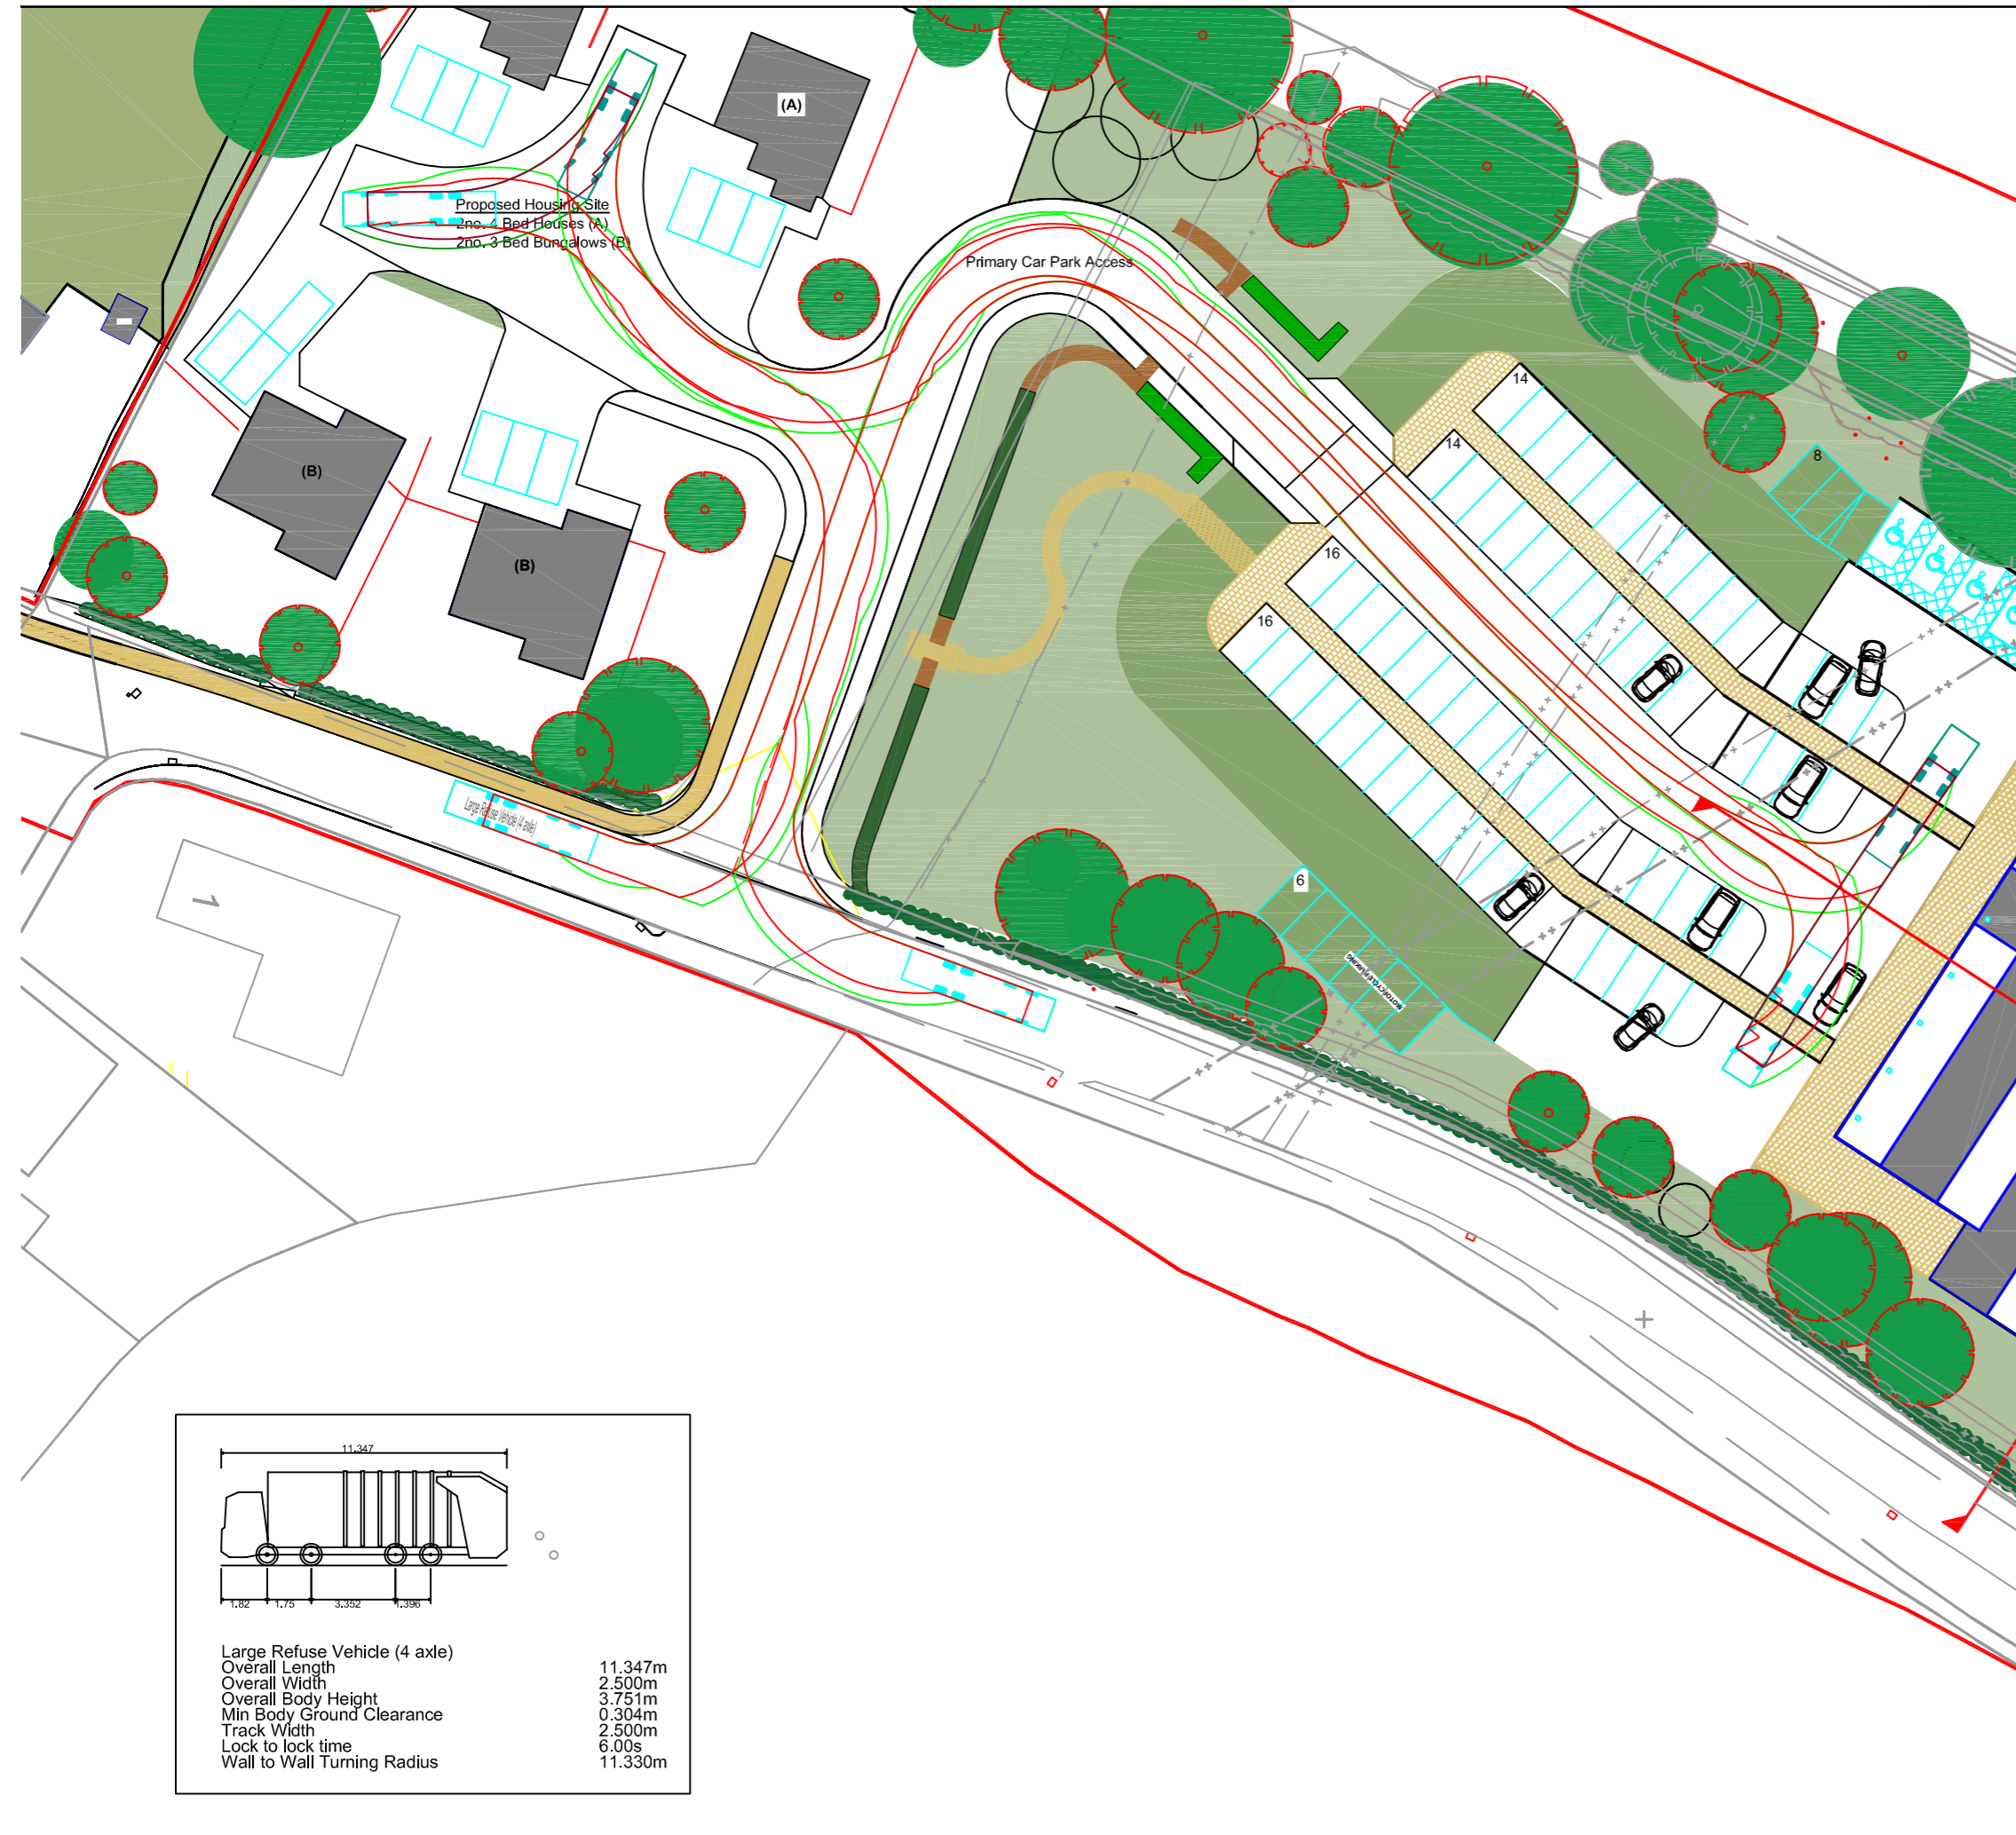 (A)
Proposed Housing Site
2no. 4 Bed Houses (A)
2no. 3 Bed Bungalows (B)
Primary Car Park Access
14
14
8
(B)
(B)
16
16
Large Refuse Vehicle (4 axle)
6
MOTORCYCLE PARKING
11.347
1.82 1.75 3.352 1.396
Large Refuse Vehicle (4 axle)
Overall Length 11.347m
Overall Width 2.500m
Overall Body Height 3.751m
Min Body Ground Clearance 0.304m
Track Width 2.500m
Lock to lock time 6.00s
Wall to Wall Turning Radius 11.330m